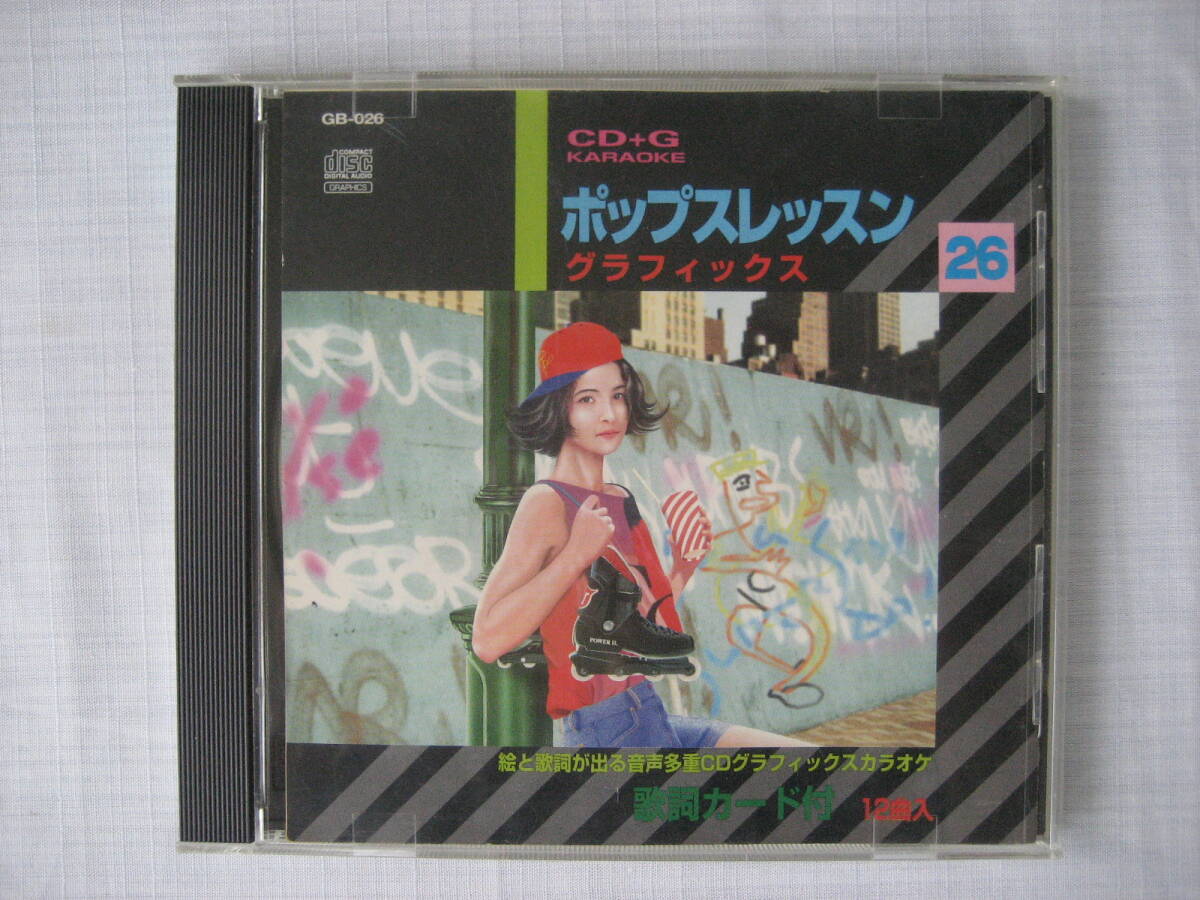 GB-026
COMPACT
disc
DIGITAL AUDIO
GRAPHICS
CD+G
KARAOKE
ポップスレッスン
グラフィックス
26
POWER II.
絵と歌詞が出る音声多重CDグラフィックスカラオケ
歌詞カード付 12曲入